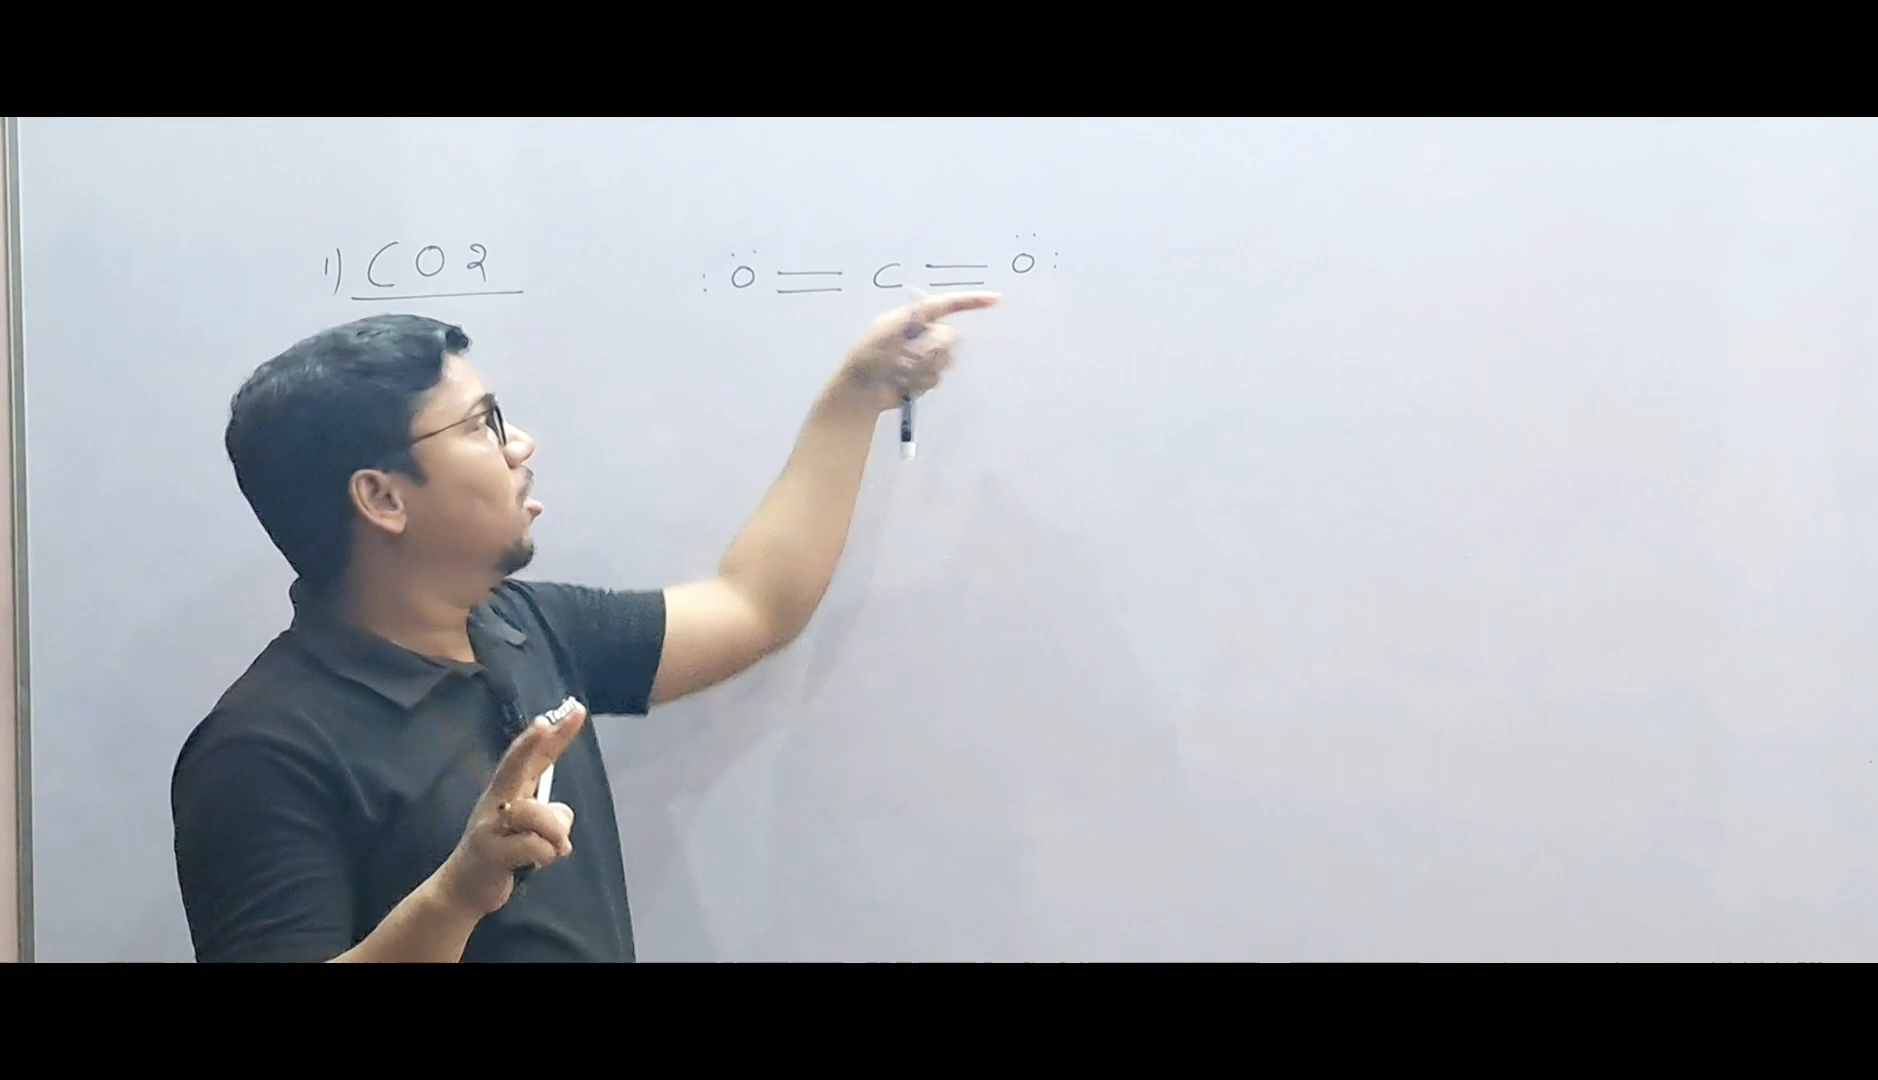 1) CO2
:Ö = C = Ö: